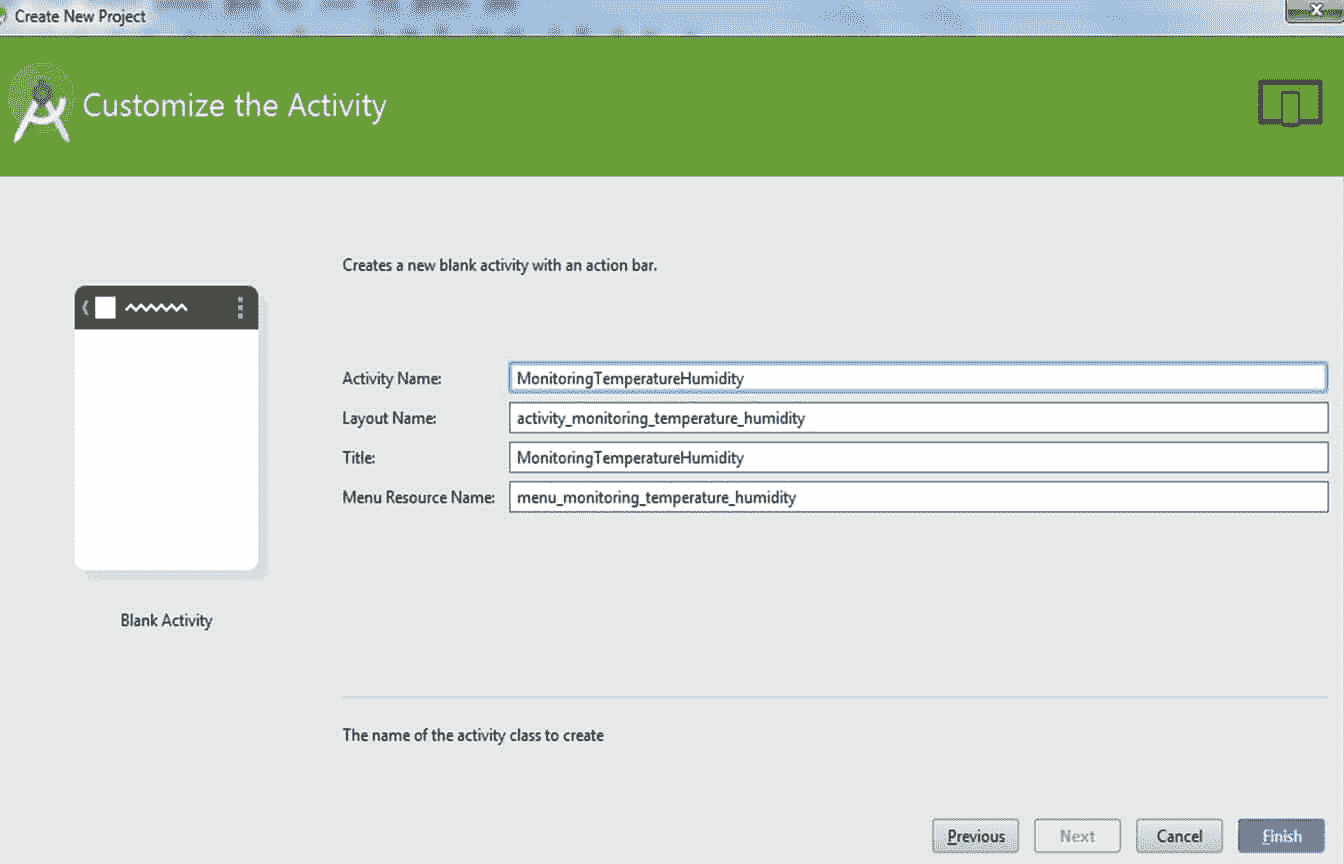 Create New Project
Customize the Activity
Creates a new blank activity with an action bar.
Activity Name: MonitoringTemperatureHumidity
Layout Name: activity_monitoring_temperature_humidity
Title: MonitoringTemperatureHumidity
Menu Resource Name: menu_monitoring_temperature_humidity
Blank Activity
The name of the activity class to create
Previous Next Cancel Finish